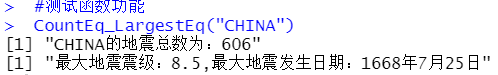 >  #测试函数功能
>  CountEq_LargestEq("CHINA")
[1] "CHINA的地震总数为：606"
[1] "最大地震震级：8.5,最大地震发生日期：1668年7月25日"